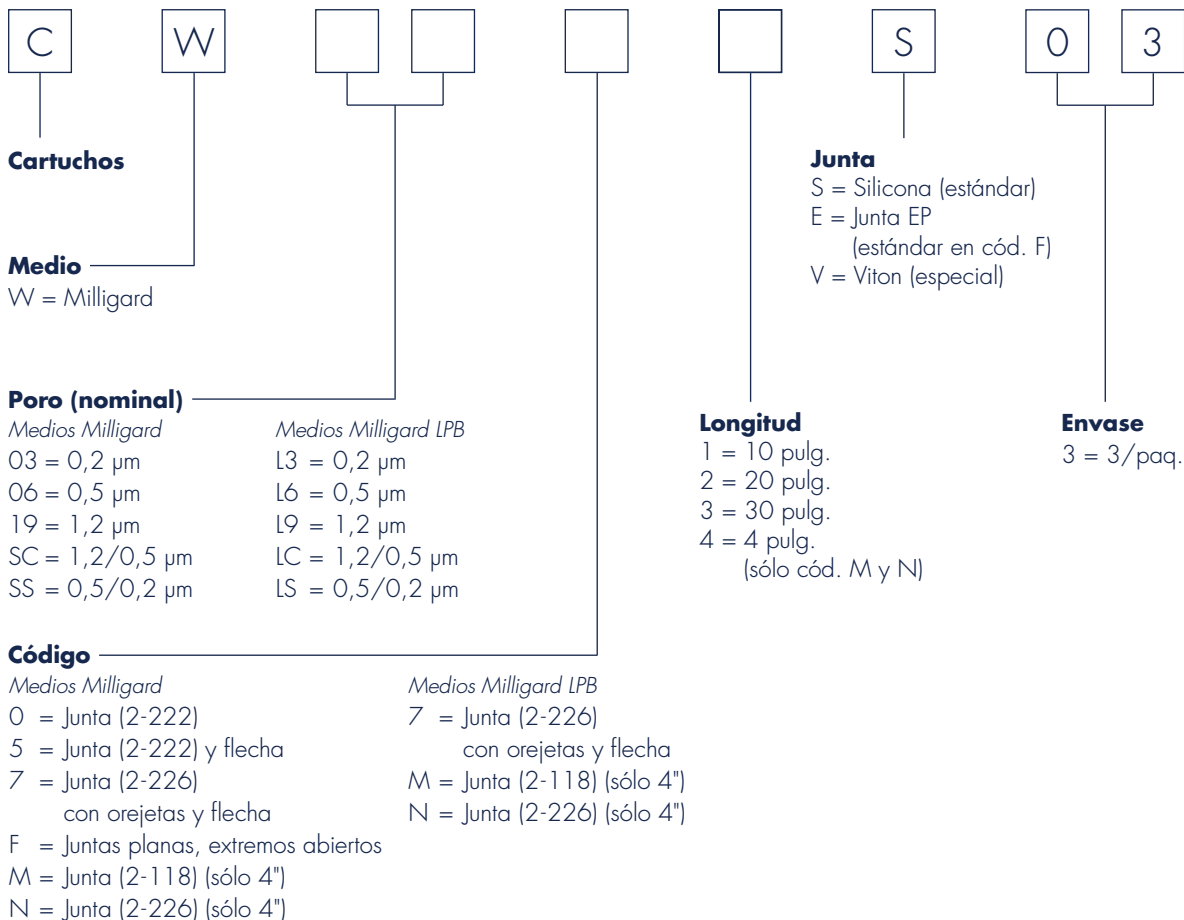 C W S 0 3
Cartuchos
Medio
W = Milligard
Poro (nominal)
Medios Milligard
03 = 0,2 µm
06 = 0,5 µm
19 = 1,2 µm
SC = 1,2/0,5 µm
SS = 0,5/0,2 µm
Medios Milligard LPB
L3 = 0,2 µm
L6 = 0,5 µm
L9 = 1,2 µm
LC = 1,2/0,5 µm
LS = 0,5/0,2 µm
Código
Medios Milligard
0 = Junta (2-222)
5 = Junta (2-222) y flecha
7 = Junta (2-226)
con orejetas y flecha
F = Juntas planas, extremos abiertos
M = Junta (2-118) (sólo 4")
N = Junta (2-226) (sólo 4")
Medios Milligard LPB
7 = Junta (2-226)
con orejetas y flecha
M = Junta (2-118) (sólo 4")
N = Junta (2-226) (sólo 4")
Longitud
1 = 10 pulg.
2 = 20 pulg.
3 = 30 pulg.
4 = 4 pulg.
(sólo cód. M y N)
Junta
S = Silicona (estándar)
E = Junta EP
(estándar en cód. F)
V = Viton (especial)
Envase
3 = 3/paq.